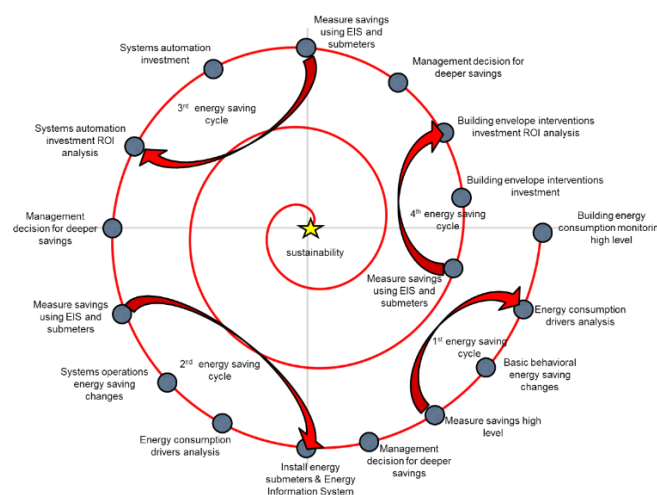 Measure savings
using EIS and
submeters
Systems automation
investment
Management decision for
deeper savings
3rd energy saving
cycle
Building envelope interventions
investment ROI analysis
Systems automation
investment ROI
analysis
Building envelope interventions
investment
Management
decision for deeper
savings
4th energy saving
cycle
Building energy
consumption monitorin
high level
sustainability
Measure savings
using EIS and
submeters
Measure savings
using EIS and
submeters
Energy consumption
drivers analysis
1st energy saving
cycle
2nd energy saving
cycle
Basic behavioral
energy saving
changes
Systems operations
energy saving
changes
Measure savings high
level
Energy consumption
drivers analysis
Management
decision for deeper
savings
Install energy
submeters & Energy
Information System